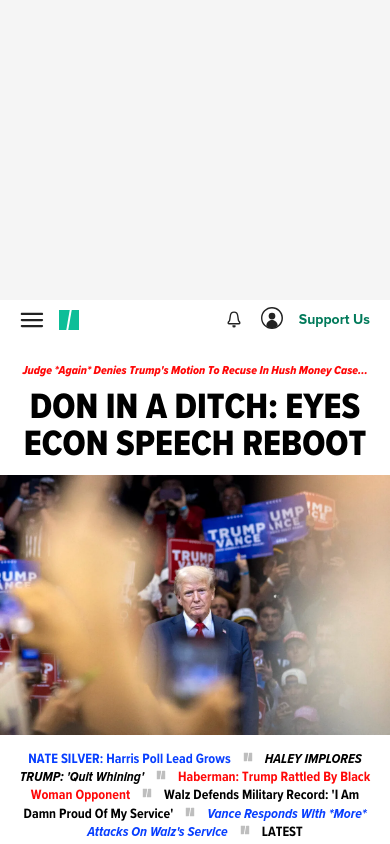 Support Us
Judge *Again* Denies Trump's Motion To Recuse In Hush Money Case...
DON IN A DITCH: EYES
ECON SPEECH REBOOT
TRUMP
VANCE
TRUMP
VANCE
TRUMP
VANCE
NATE SILVER: Harris Poll Lead Grows
HALEY IMPLORES
TRUMP: 'Quit Whining'
Haberman: Trump Rattled By Black
Woman Opponent
Walz Defends Military Record: 'I Am
Damn Proud Of My Service'
Vance Responds With *More*
Attacks On Walz's Service
LATEST